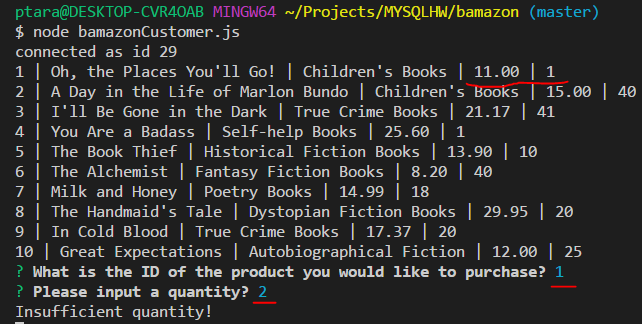 ptara@DESKTOP-CVR4OAB MINGW64 ~/Projects/MYSQLHW/bamazon (master)
$ node bamazonCustomer.js
connected as id 29
1 | Oh, the Places You'll Go! | Children's Books | 11.00 | 1
2 | A Day in the Life of Marlon Bundo | Children's Books | 15.00 | 40
3 | I'll Be Gone in the Dark | True Crime Books | 21.17 | 41
4 | You Are a Badass | Self-help Books | 25.60 | 1
5 | The Book Thief | Historical Fiction Books | 13.90 | 10
6 | The Alchemist | Fantasy Fiction Books | 8.20 | 40
7 | Milk and Honey | Poetry Books | 14.99 | 18
8 | The Handmaid's Tale | Dystopian Fiction Books | 29.95 | 20
9 | In Cold Blood | True Crime Books | 17.37 | 20
10 | Great Expectations | Autobiographical Fiction | 12.00 | 25
? What is the ID of the product you would like to purchase? 1
? Please input a quantity? 2
Insufficient quantity!